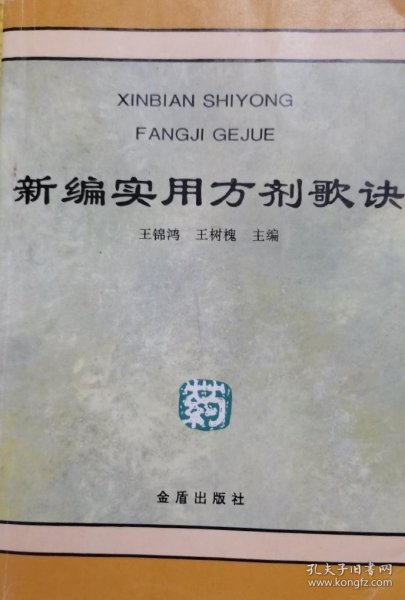 XINBIAN SHIYONG
FANGJI GEJUE
新编实用方剂歌诀
王锦鸿 王树槐 主编
药
金盾出版社
孔夫子旧书网
www.kongfz.com